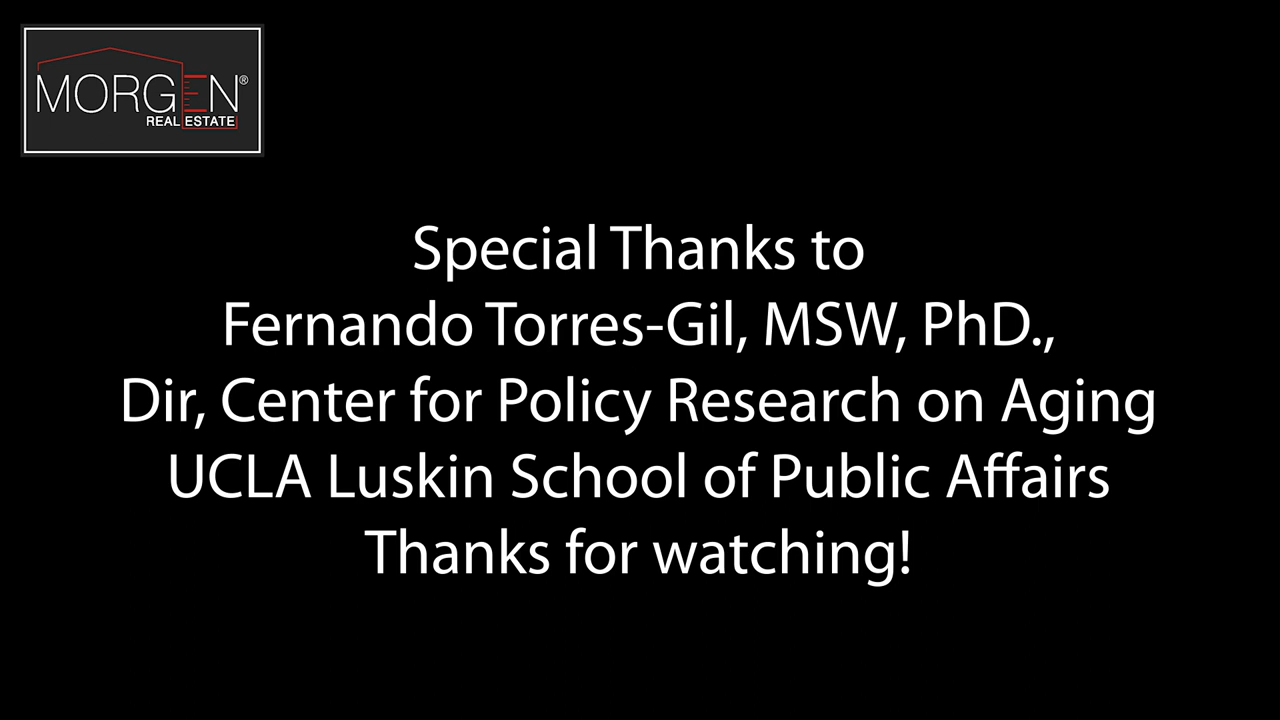 MORGEN®
REAL ESTATE
Special Thanks to
Fernando Torres-Gil, MSW, PhD.,
Dir, Center for Policy Research on Aging
UCLA Luskin School of Public Affairs
Thanks for watching!